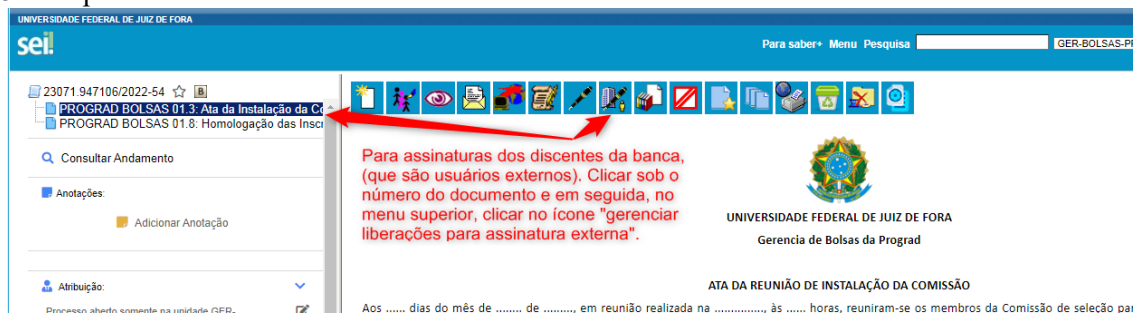 UNIVERSIDADE FEDERAL DE JUIZ DE FORA
sei!
Para saber+ Menu Pesquisa
GER-BOLSAS-PR
23071.947106/2022-54
PROGRAD BOLSAS 01.3: Ata da Instalação da Co
PROGRAD BOLSAS 01.8: Homologação das Inscr
Consultar Andamento
Anotações:
Adicionar Anotação
Atribuição:
Processo aberto somente na unidade GER-
Para assinaturas dos discentes da banca,
(que são usuários externos). Clicar sob o
número do documento e em seguida, no
menu superior, clicar no ícone "gerenciar
liberações para assinatura externa".
UNIVERSIDADE FEDERAL DE JUIZ DE FORA
Gerencia de Bolsas da Prograd
ATA DA REUNIÃO DE INSTALAÇÃO DA COMISSÃO
Aos ...... dias do mês de ........ de ........., em reunião realizada na .............., às ...... horas, reuniram-se os membros da Comissão de seleção par